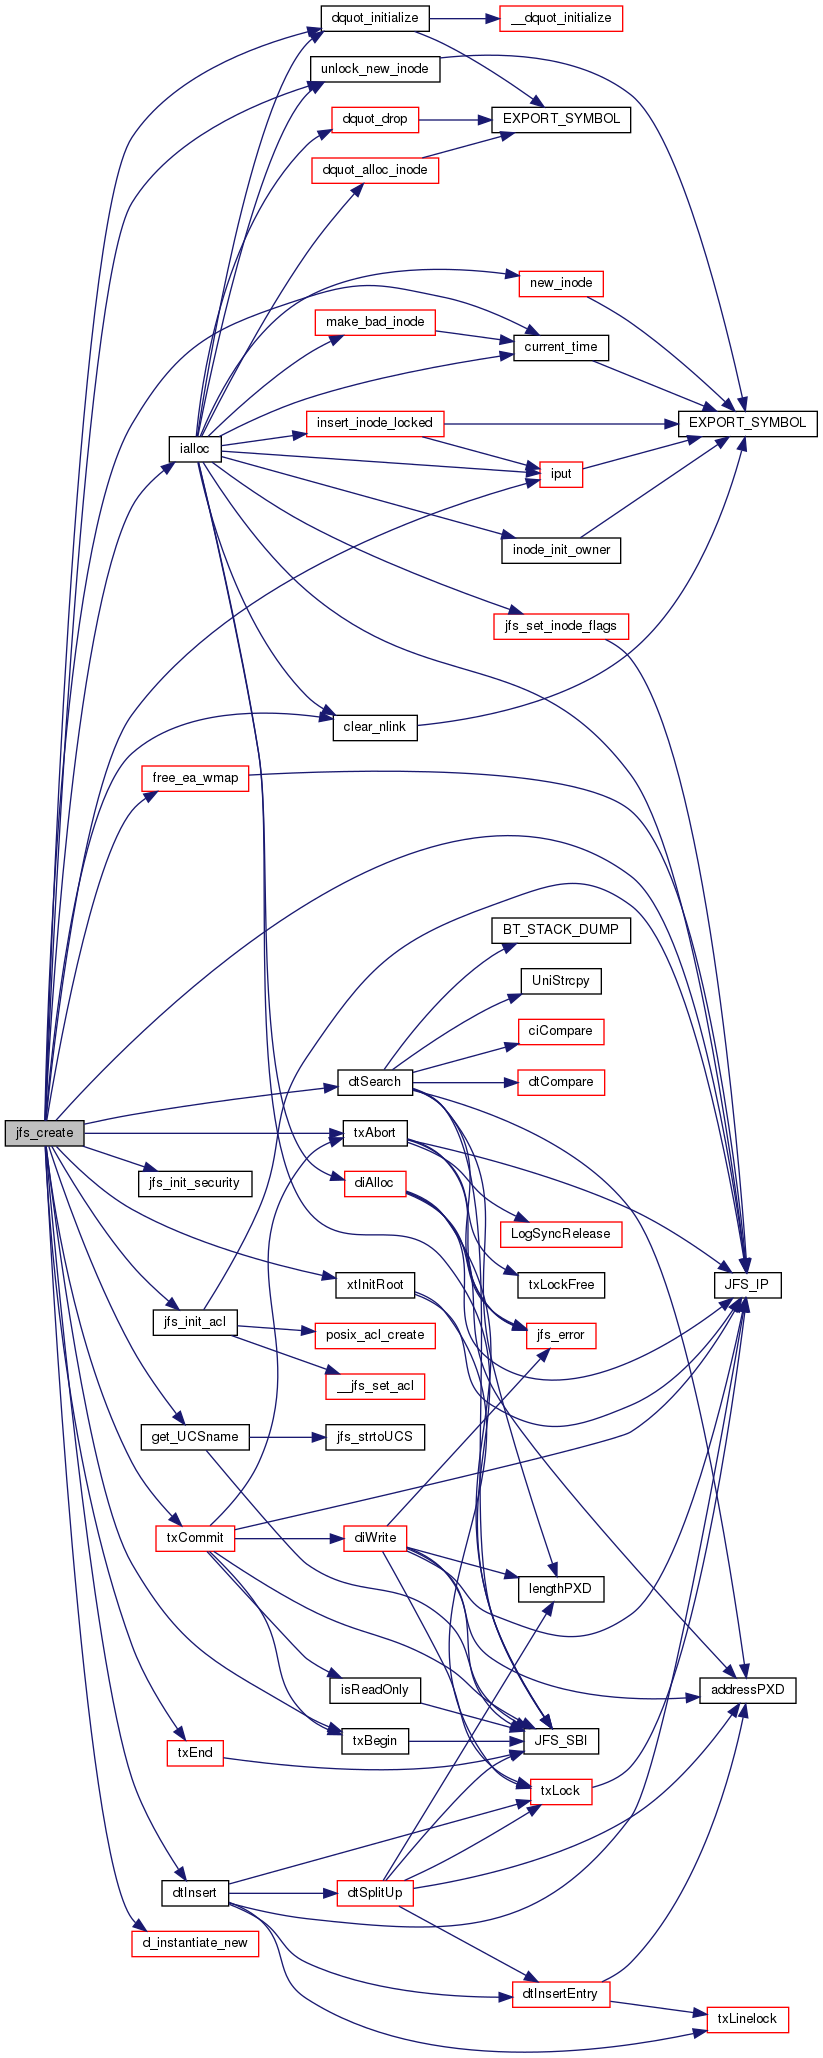 dquot_initialize
__dquot_initialize
unlock_new_inode
dquot_drop
EXPORT_SYMBOL
dquot_alloc_inode
new_inode
make_bad_inode
current_time
insert_inode_locked
EXPORT_SYMBOL
ialloc
iput
inode_init_owner
jfs_set_inode_flags
clear_nlink
free_ea_wmap
BT_STACK_DUMP
UniStrcpy
ciCompare
dtSearch
dtCompare
jfs_create
txAbort
jfs_init_security
diAlloc
LogSyncRelease
xtInitRoot
txLockFree
JFS_IP
jfs_init_acl
posix_acl_create
jfs_error
__jfs_set_acl
get_UCSname
jfs_strtoUCS
txCommit
diWrite
lengthPXD
isReadOnly
addressPXD
txEnd
txBegin
JFS_SBI
txLock
dtInsert
dtSplitUp
d_instantiate_new
dtInsertEntry
txLinelock